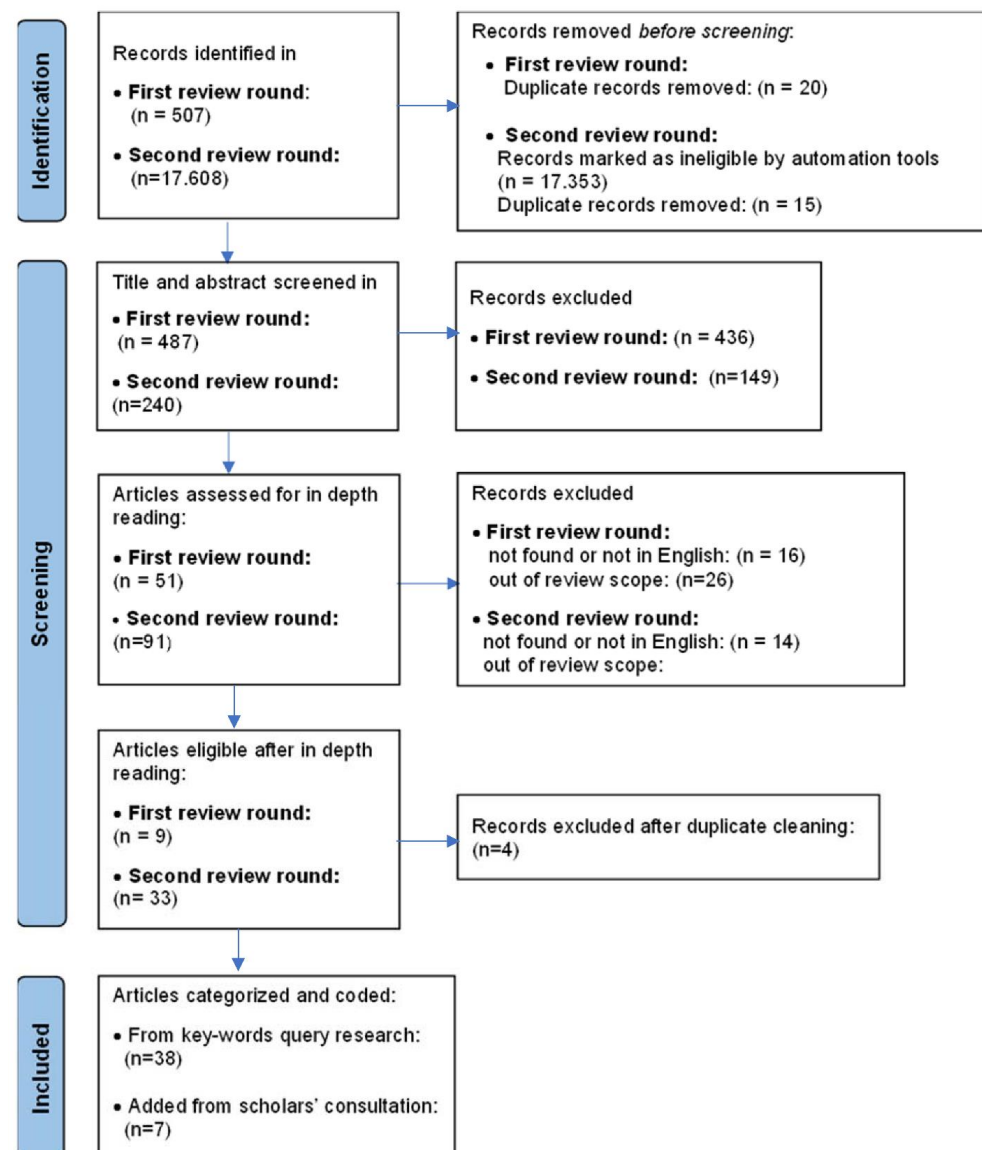 Identification
Records identified in
• First review round:
(n = 507)
• Second review round:
(n=17.608)
Records removed before screening:
• First review round:
Duplicate records removed: (n = 20)
• Second review round:
Records marked as ineligible by automation tools
(n = 17.353)
Duplicate records removed: (n = 15)
Screening
Title and abstract screened in
• First review round:
(n = 487)
• Second review round:
(n=240)
Records excluded
• First review round: (n = 436)
• Second review round: (n=149)
Articles assessed for in depth
reading:
• First review round:
(n = 51)
• Second review round:
(n=91)
Records excluded
• First review round:
not found or not in English: (n = 16)
out of review scope: (n=26)
• Second review round:
not found or not in English: (n = 14)
out of review scope:
Articles eligible after in depth
reading:
• First review round:
(n = 9)
• Second review round:
(n= 33)
Records excluded after duplicate cleaning:
(n=4)
Included
Articles categorized and coded:
• From key-words query research:
(n=38)
• Added from scholars' consultation:
(n=7)